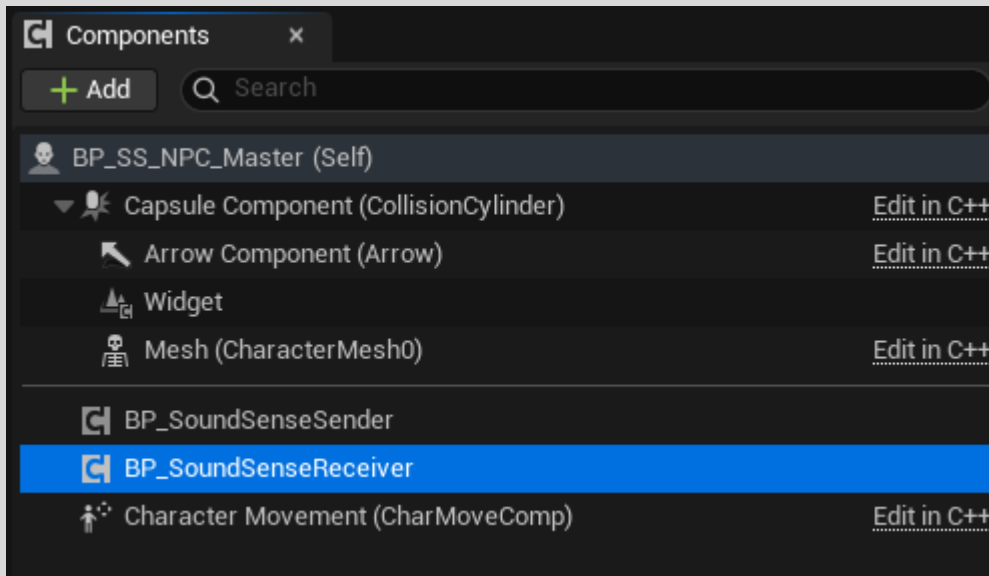 Components
Add Search
BP_SS_NPC_Master (Self)
Capsule Component (CollisionCylinder) Edit in C++
Arrow Component (Arrow) Edit in C++
Widget
Mesh (CharacterMesh0) Edit in C++
BP_SoundSenseSender
BP_SoundSenseReceiver
Character Movement (CharMoveComp) Edit in C++